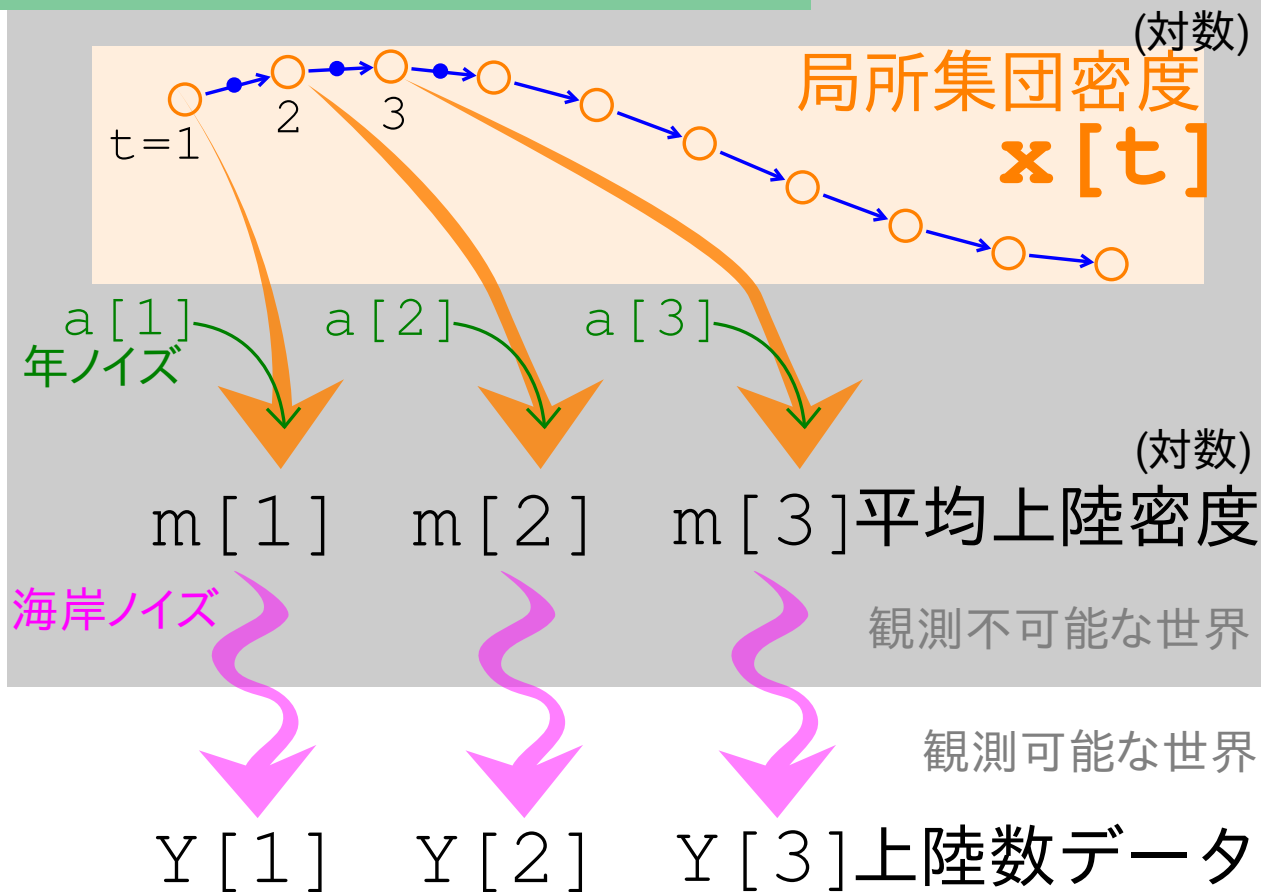 (対数)
局所集団密度
x[t]
t=1
2
3
a[1]
a[2]
a[3]
年ノイズ
(対数)
m[1]
m[2]
m[3]平均上陸密度
海岸ノイズ
観測不可能な世界
観測可能な世界
Y[1]
Y[2]
Y[3]上陸数データ